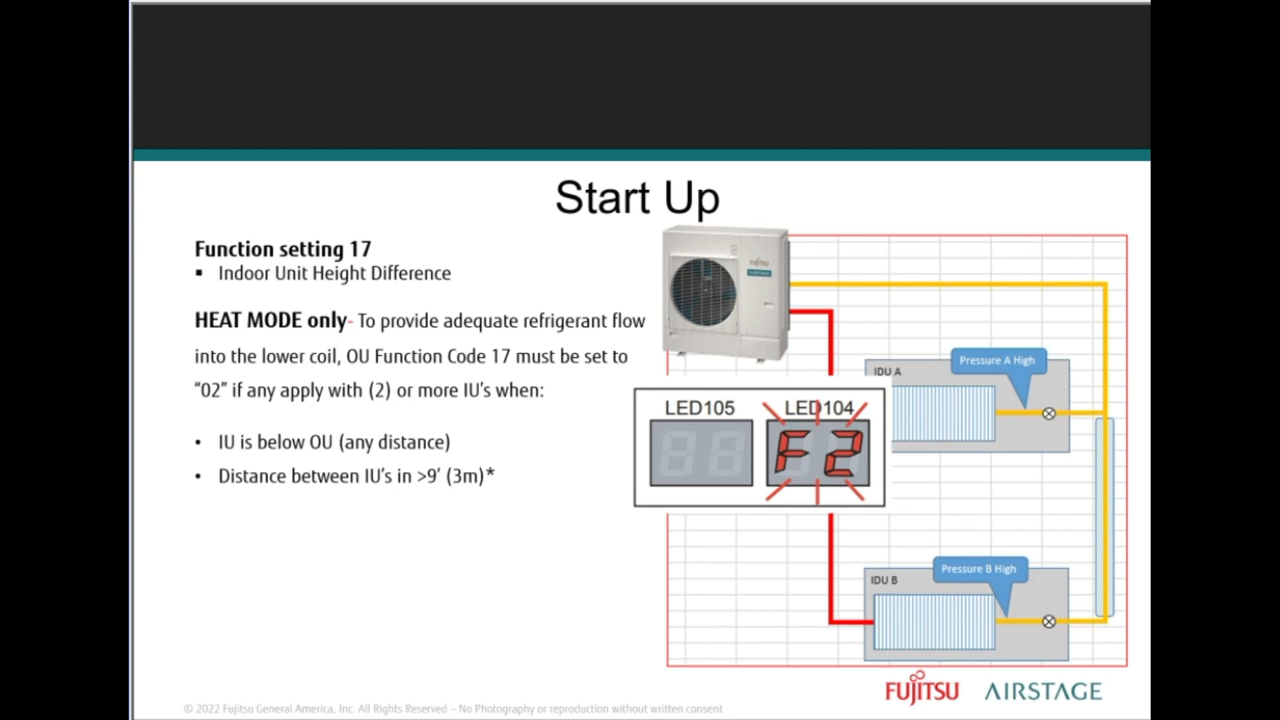 Start Up
Function setting 17
▪ Indoor Unit Height Difference
HEAT MODE only- To provide adequate refrigerant flow
into the lower coil, OU Function Code 17 must be set to
“02” if any apply with (2) or more IU’s when:
• IU is below OU (any distance)
• Distance between IU’s in >9’ (3m)*
FUJITSU
IDU A
Pressure A High
LED105 LED104
88 F2
IDU B
Pressure B High
FUJITSU AIRSTAGE
© 2022 Fujitsu General America, Inc. All Rights Reserved – No Photography or reproduction without written consent